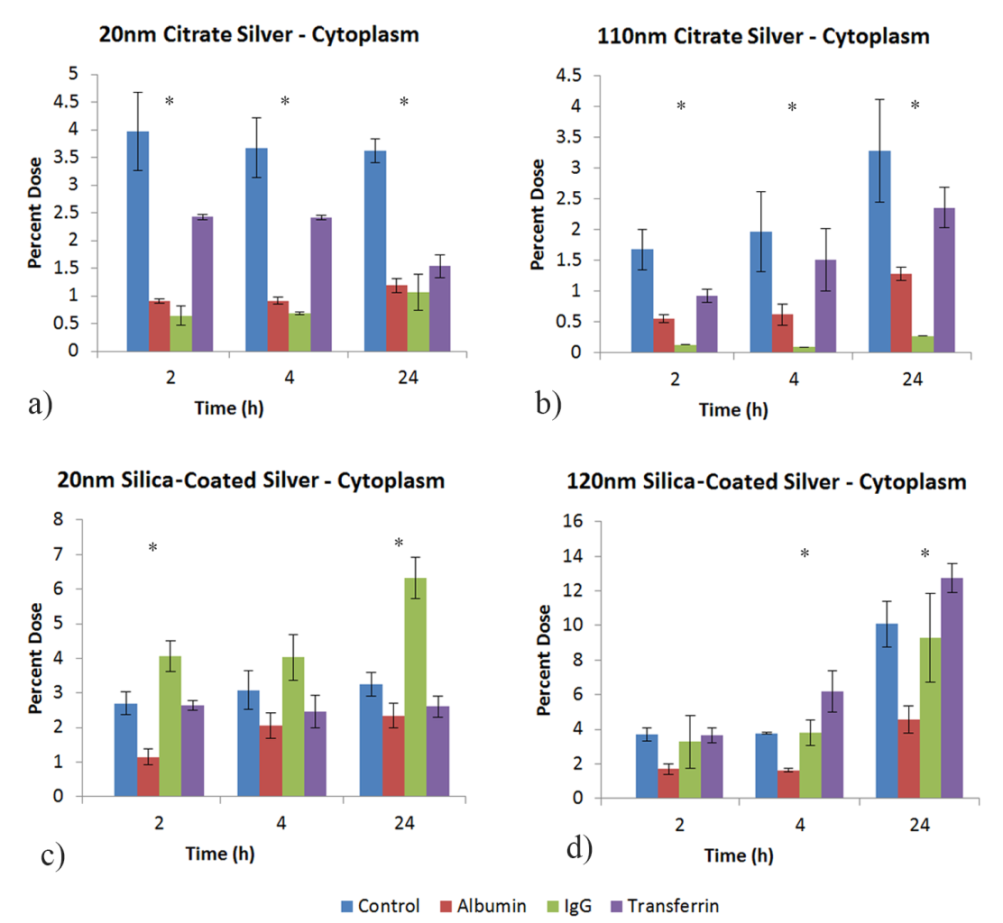 20nm Citrate Silver - Cytoplasm
Percent Dose
5
4.5
4
3.5
3
2.5
2
1.5
1
0.5
0
* * *
2 4 24
Time (h)
a)
110nm Citrate Silver - Cytoplasm
Percent Dose
4.5
4
3.5
3
2.5
2
1.5
1
0.5
0
* * *
2 4 24
Time (h)
b)
20nm Silica-Coated Silver - Cytoplasm
Percent Dose
8
7
6
5
4
3
2
1
0
* *
2 4 24
Time (h)
c)
120nm Silica-Coated Silver - Cytoplasm
Percent Dose
16
14
12
10
8
6
4
2
0
* *
2 4 24
Time (h)
d)
Control Albumin IgG Transferrin